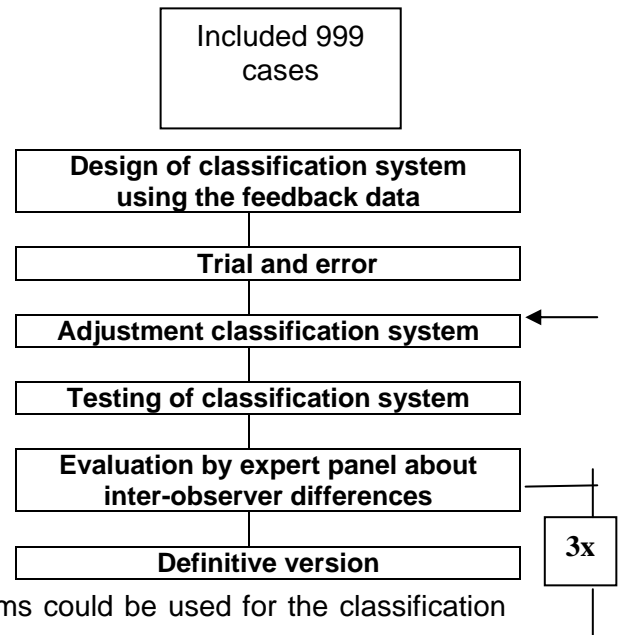 Included 999
cases
Design of classification system
using the feedback data
Trial and error
Adjustment classification system
Testing of classification system
Evaluation by expert panel about
inter-observer differences
3x
Definitive version
ms could be used for the classification